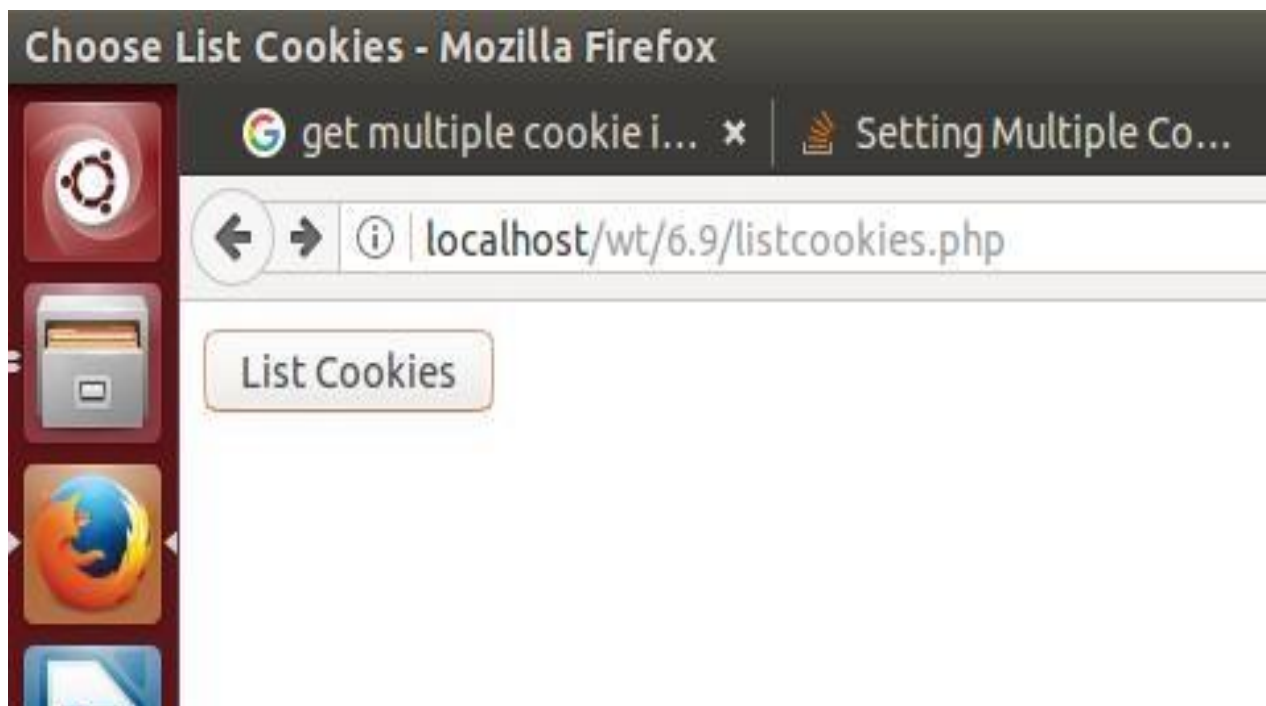 Choose List Cookies - Mozilla Firefox
get multiple cookie i... × Setting Multiple Co...
localhost/wt/6.9/listcookies.php
List Cookies